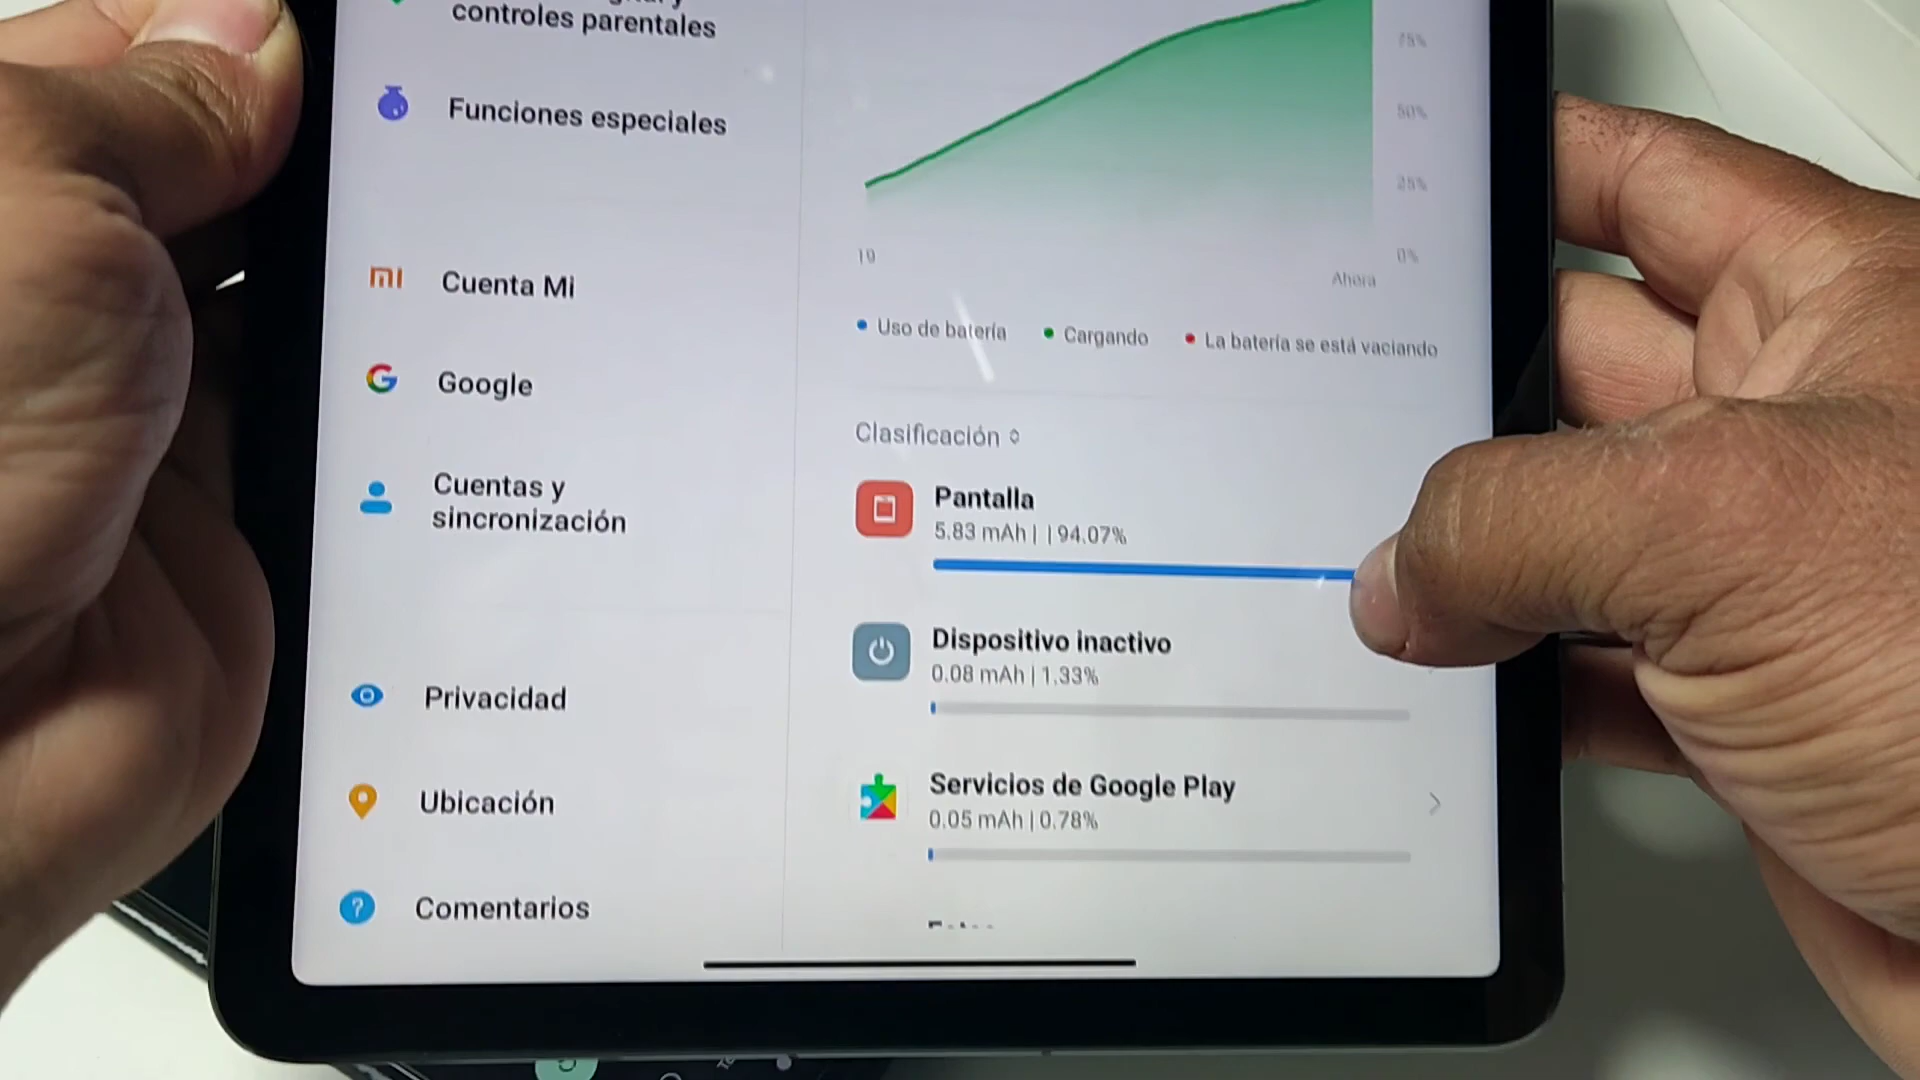 controles parentales
Funciones especiales
Cuenta Mi
Google
Cuentas y
sincronización
Privacidad
Ubicación
Comentarios
75%
50%
25%
0%
19
Ahora
Uso de batería
Cargando
La batería se está vaciando
Clasificación
Pantalla
5.83 mAh | | 94.07%
Dispositivo inactivo
0.08 mAh | 1.33%
Servicios de Google Play
0.05 mAh | 0.78%